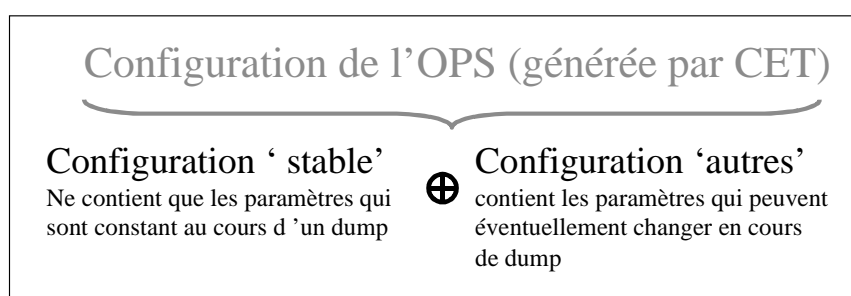 Configuration de l’OPS (générée par CET)
Configuration ‘ stable’
Ne contient que les paramètres qui
sont constant au cours d ’un dump
Configuration ‘autres’
contient les paramètres qui peuvent
éventuellement changer en cours
de dump